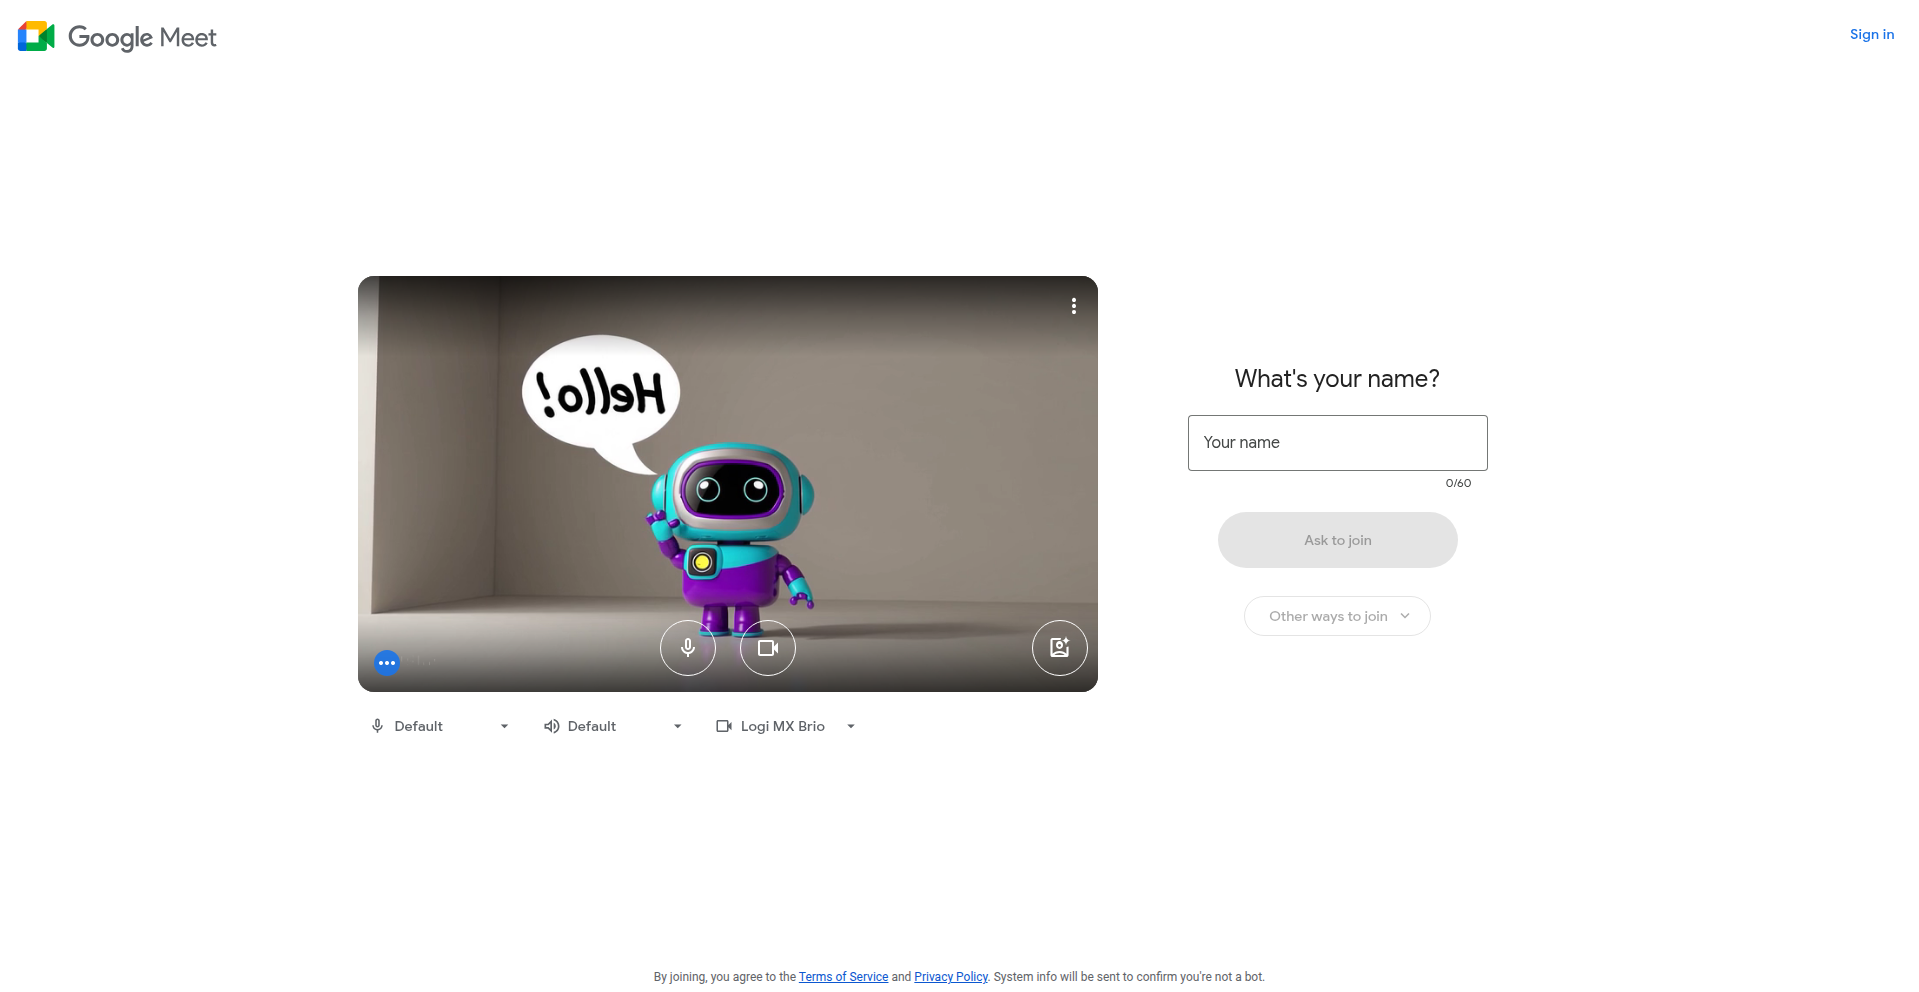 Google Meet
Sign in
Hello!
What's your name?
Your name
0/60
Ask to join
Other ways to join
Default
Default
Logi MX Brio
By joining, you agree to the Terms of Service and Privacy Policy. System info will be sent to confirm you're not a bot.